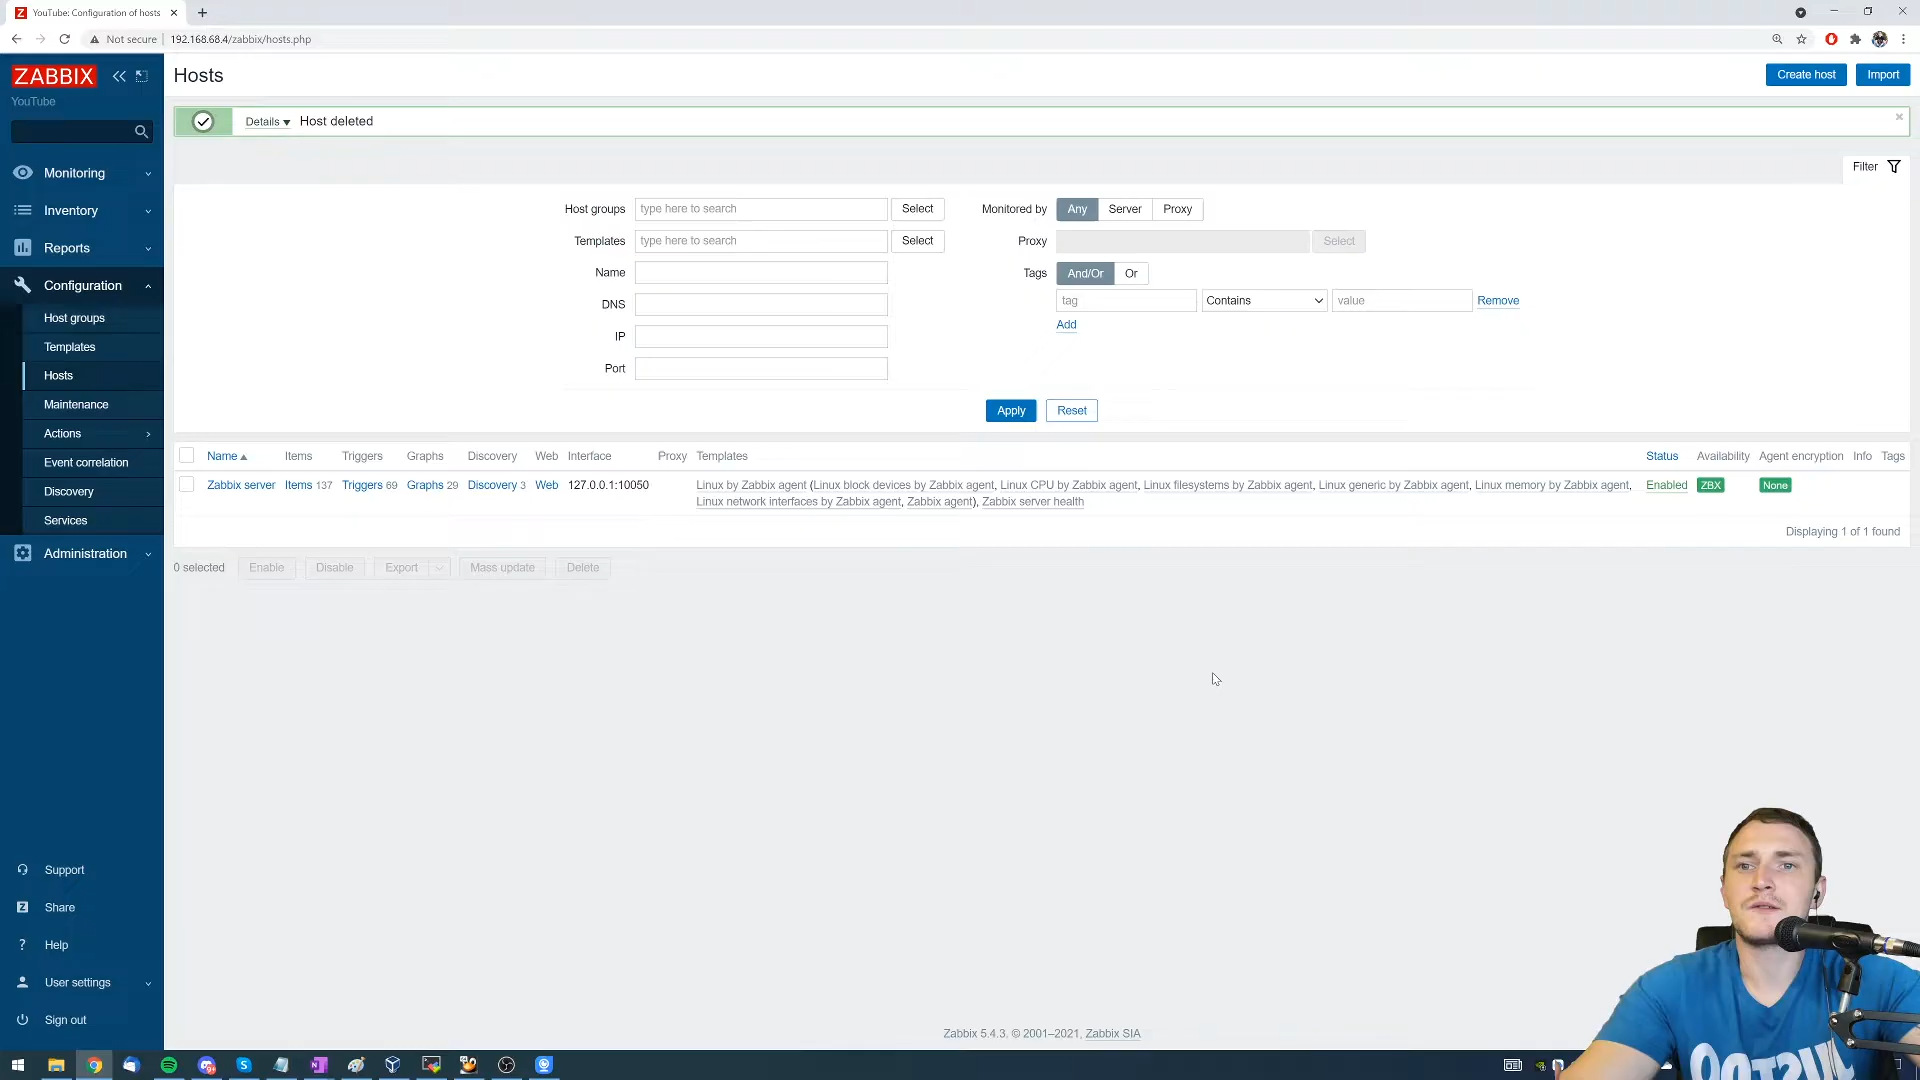 YouTube: Configuration of hosts
Not secure
192.168.68.4/zabbix/hosts.php
ZABBIX
YouTube
Monitoring
Inventory
Reports
Configuration
Host groups
Templates
Hosts
Maintenance
Actions
Event correlation
Discovery
Services
Administration
Support
Share
Help
User settings
Sign out
Hosts
Create host
Import
Details
Host deleted
Filter
Host groups type here to search Select
Templates type here to search Select
Name
DNS
IP
Port
Monitored by Any Server Proxy
Proxy Select
Tags And/Or Or
tag Contains value Remove
Add
Apply Reset
Name Items Triggers Graphs Discovery Web Interface Proxy Templates Status Availability Agent encryption Info Tags
Zabbix server Items 137 Triggers 69 Graphs 29 Discovery 3 Web 127.0.0.1:10050 Linux by Zabbix agent (Linux block devices by Zabbix agent, Linux CPU by Zabbix agent, Linux filesystems by Zabbix agent, Linux generic by Zabbix agent, Linux memory by Zabbix agent, Enabled ZBX None
Linux network interfaces by Zabbix agent, Zabbix agent), Zabbix server health
Displaying 1 of 1 found
0 selected Enable Disable Export Mass update Delete
Zabbix 5.4.3. © 2001–2021, Zabbix SIA